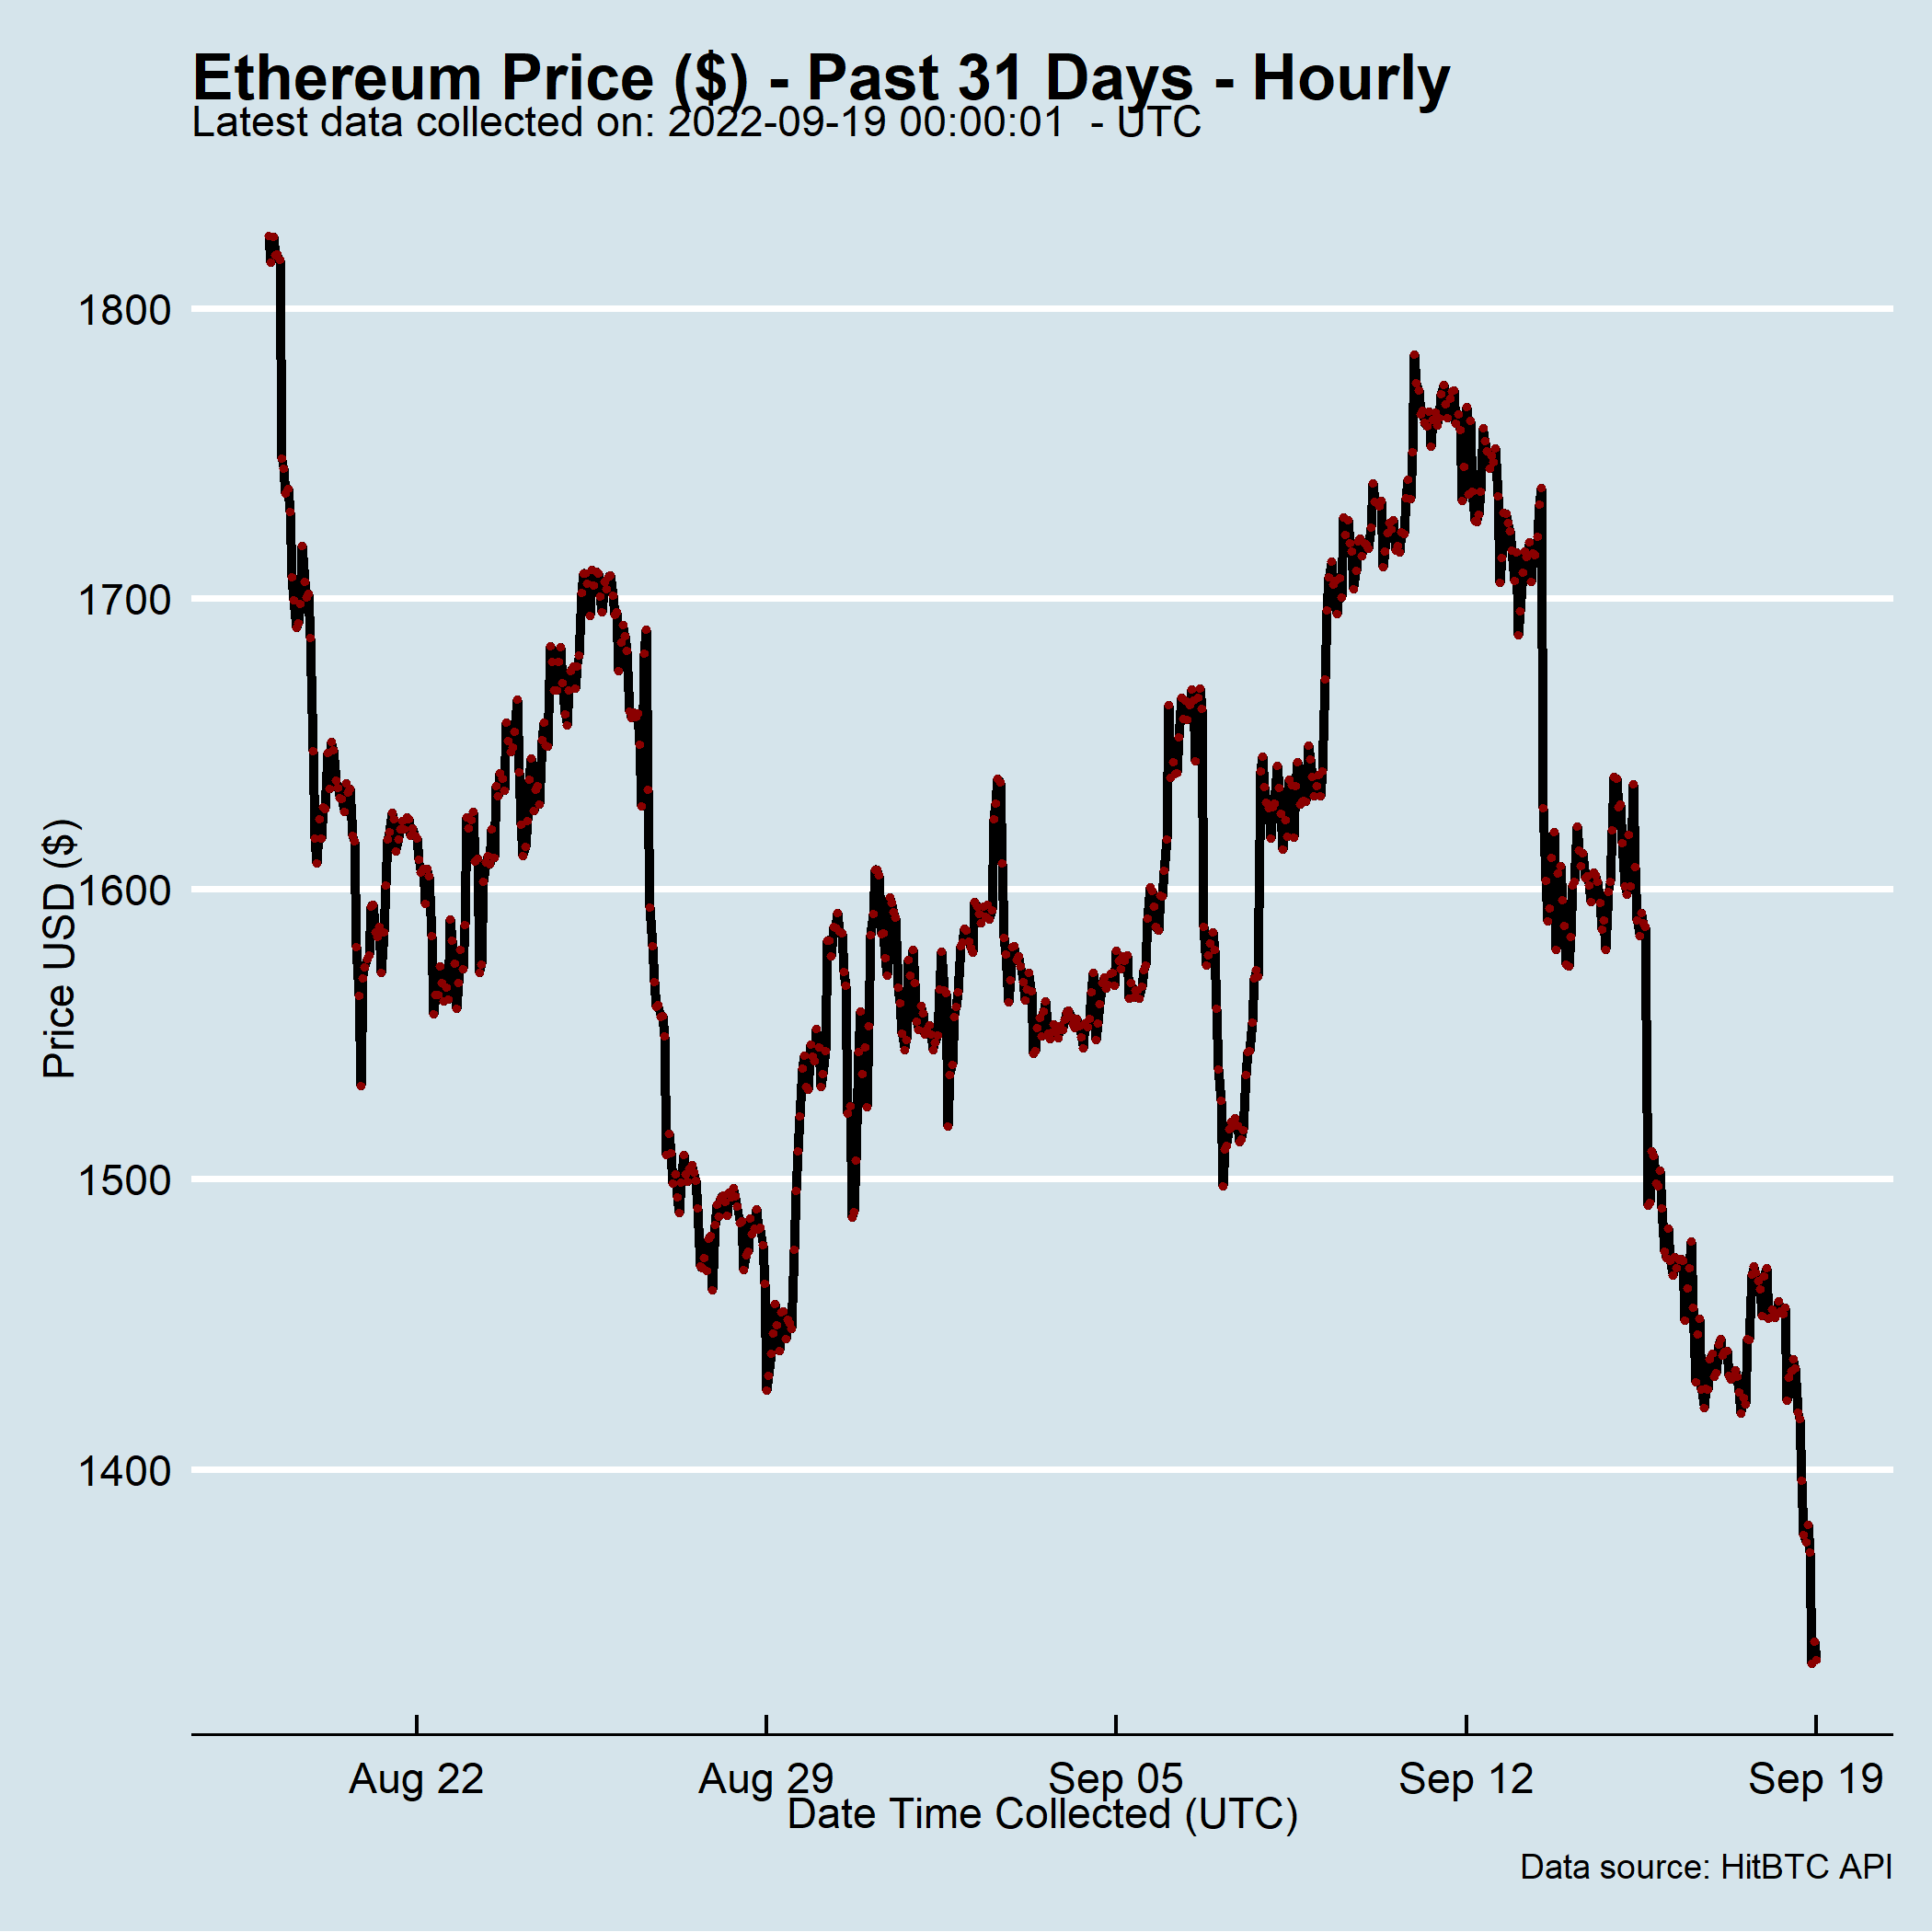 Ethereum Price ($) - Past 31 Days - Hourly
Latest data collected on: 2022-09-19 00:00:01  - UTC
1800
1700
1600
1500
1400
Price USD ($)
Aug 22 Aug 29 Sep 05 Sep 12 Sep 19
Date Time Collected (UTC)
Data source: HitBTC API